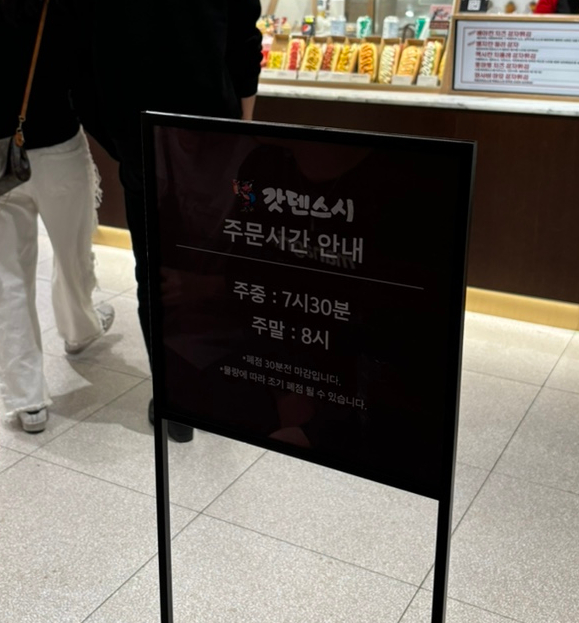 갓덴스시
주문시간 안내
주중 : 7시30분
주말 : 8시
*폐점 30분전 마감입니다.
*물량에 따라 조기 폐점 될 수 있습니다.